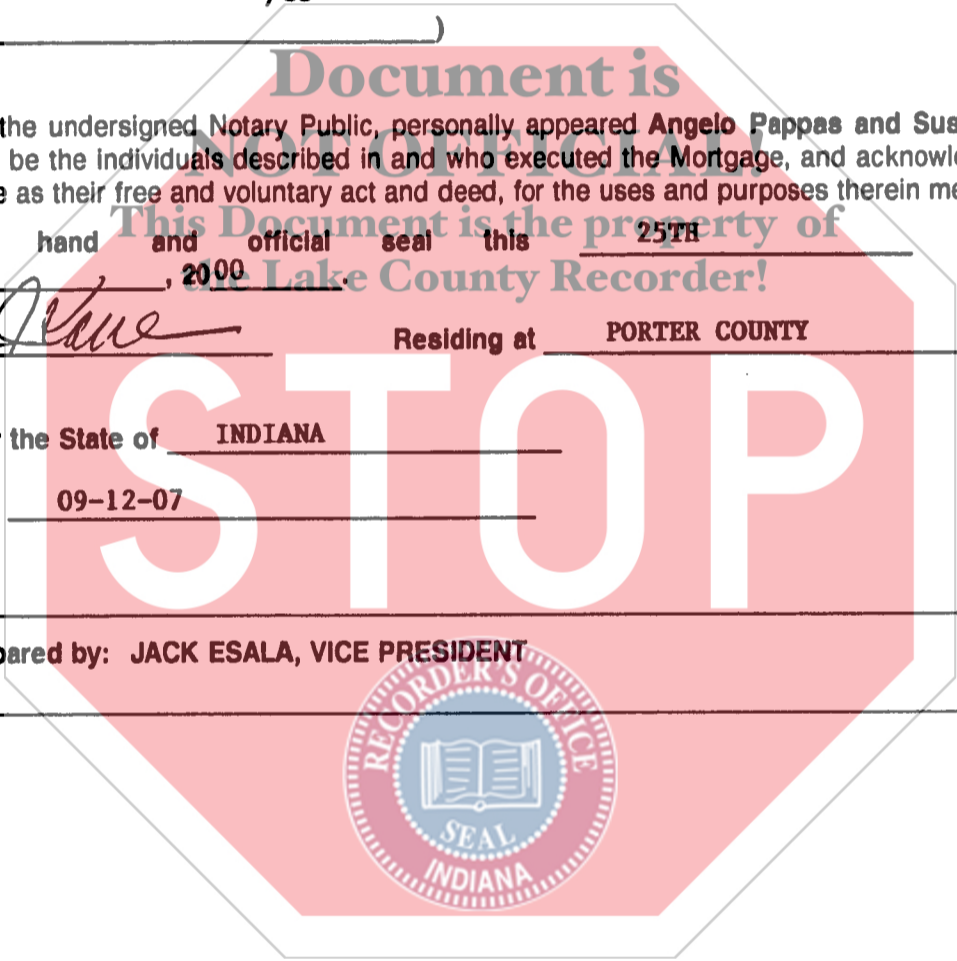 )
Document is
the undersigned Notary Public, personally appeared Angelo Pappas and Sus
NOT OFFICIAL!
be the individuals described in and who executed the Mortgage, and acknowl
as their free and voluntary act and deed, for the uses and purposes therein me
This Document is the property of
hand and official seal this 25TH
the Lake County Recorder!
, 2000 .
Residing at PORTER COUNTY
STOP
the State of INDIANA
09-12-07
pared by: JACK ESALA, VICE PRESIDENT
RECORDER'S OFFICE
SEAL
INDIANA